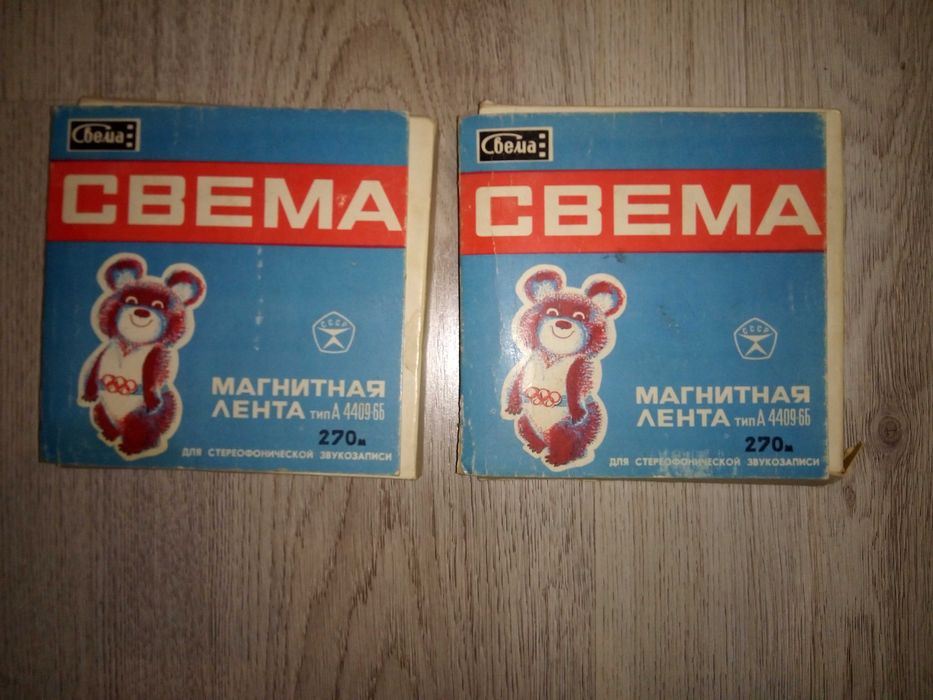 Свема
СВЕМА
СССР
МАГНИТНАЯ
ЛЕНТА тип А 4409-6Б
270м
ДЛЯ СТЕРЕОФОНИЧЕСКОЙ ЗВУКОЗАПИСИ
Свема
СВЕМА
СССР
МАГНИТНАЯ
ЛЕНТА тип А 4409-6Б
270м
ДЛЯ СТЕРЕОФОНИЧЕСКОЙ ЗВУКОЗАПИСИ